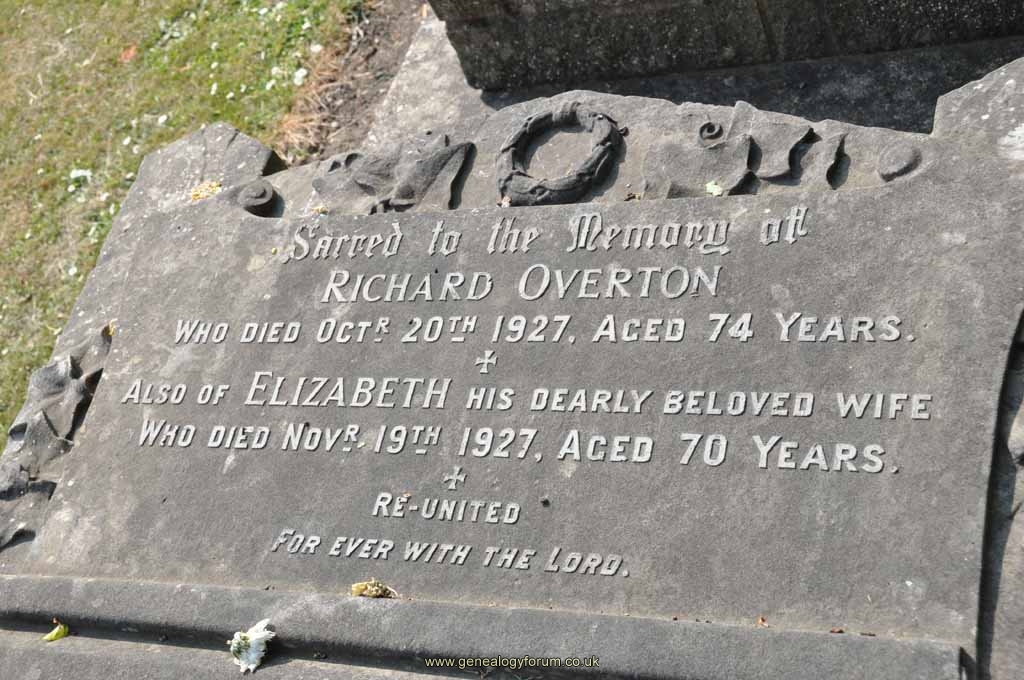 Sacred to the Memory of
RICHARD OVERTON
WHO DIED OCTR 20TH 1927, AGED 74 YEARS.
ALSO OF ELIZABETH HIS DEARLY BELOVED WIFE
WHO DIED NOVR. 19TH 1927, AGED 70 YEARS.
RE-UNITED
FOR EVER WITH THE LORD.
www.genealogyforum.co.uk